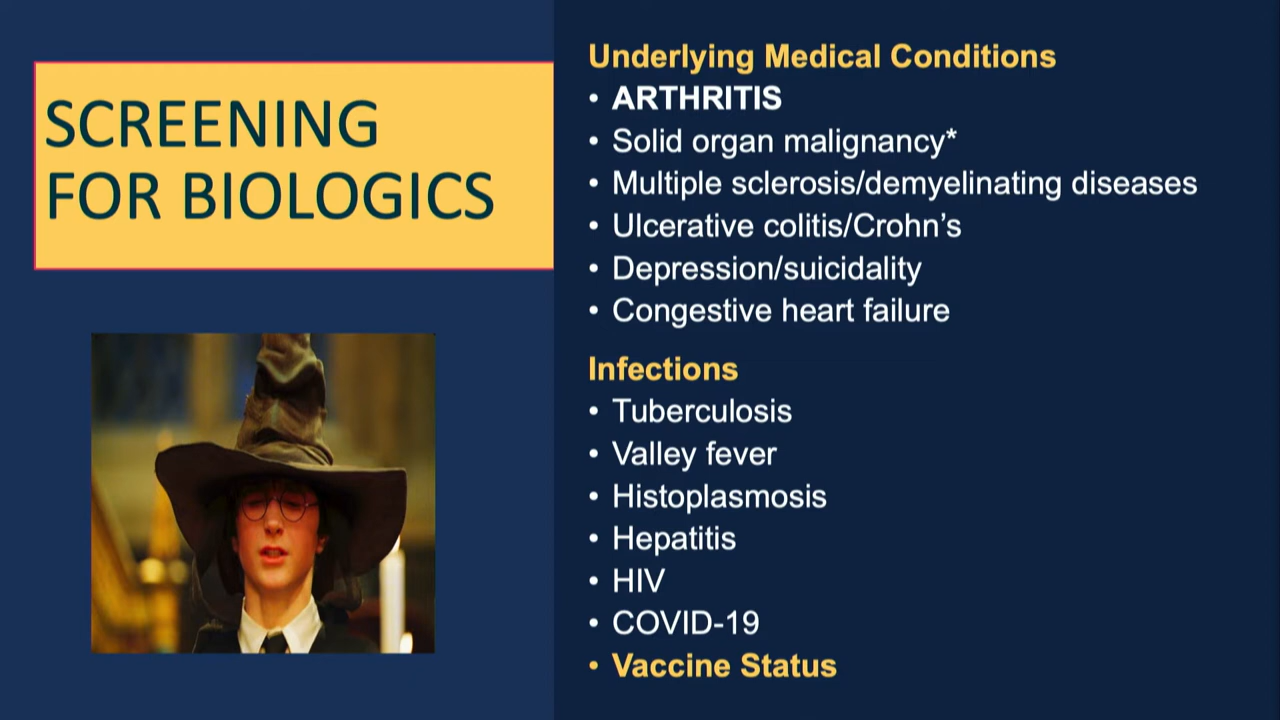 SCREENING
FOR BIOLOGICS
Underlying Medical Conditions
• ARTHRITIS
• Solid organ malignancy*
• Multiple sclerosis/demyelinating diseases
• Ulcerative colitis/Crohn’s
• Depression/suicidality
• Congestive heart failure
Infections
• Tuberculosis
• Valley fever
• Histoplasmosis
• Hepatitis
• HIV
• COVID-19
• Vaccine Status